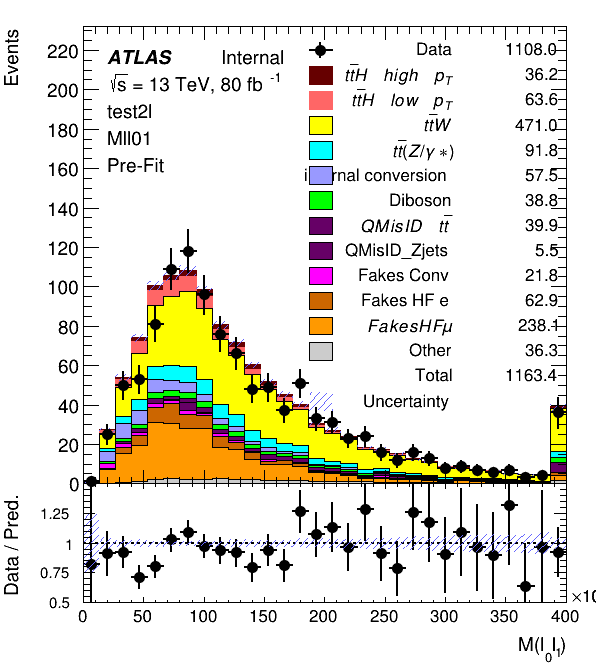 Events
220
200
180
160
140
120
100
80
60
40
20
0
ATLAS Internal
√s = 13 TeV, 80 fb -1
test2l
Mll01
Pre-Fit
Data 1108.0
tt̄H high pT 36.2
tt̄H low pT 63.6
tt̄W 471.0
tt̄(Z/γ*) 91.8
internal conversion 57.5
Diboson 38.8
QMisID tt̄ 39.9
QMisID_Zjets 5.5
Fakes Conv 21.8
Fakes HF e 62.9
FakesHFμ 238.1
Other 36.3
Total 1163.4
Uncertainty
Data / Pred.
1.25
1
0.75
0.5
0 50 100 150 200 250 300 350 400
×10
M(l0l1)